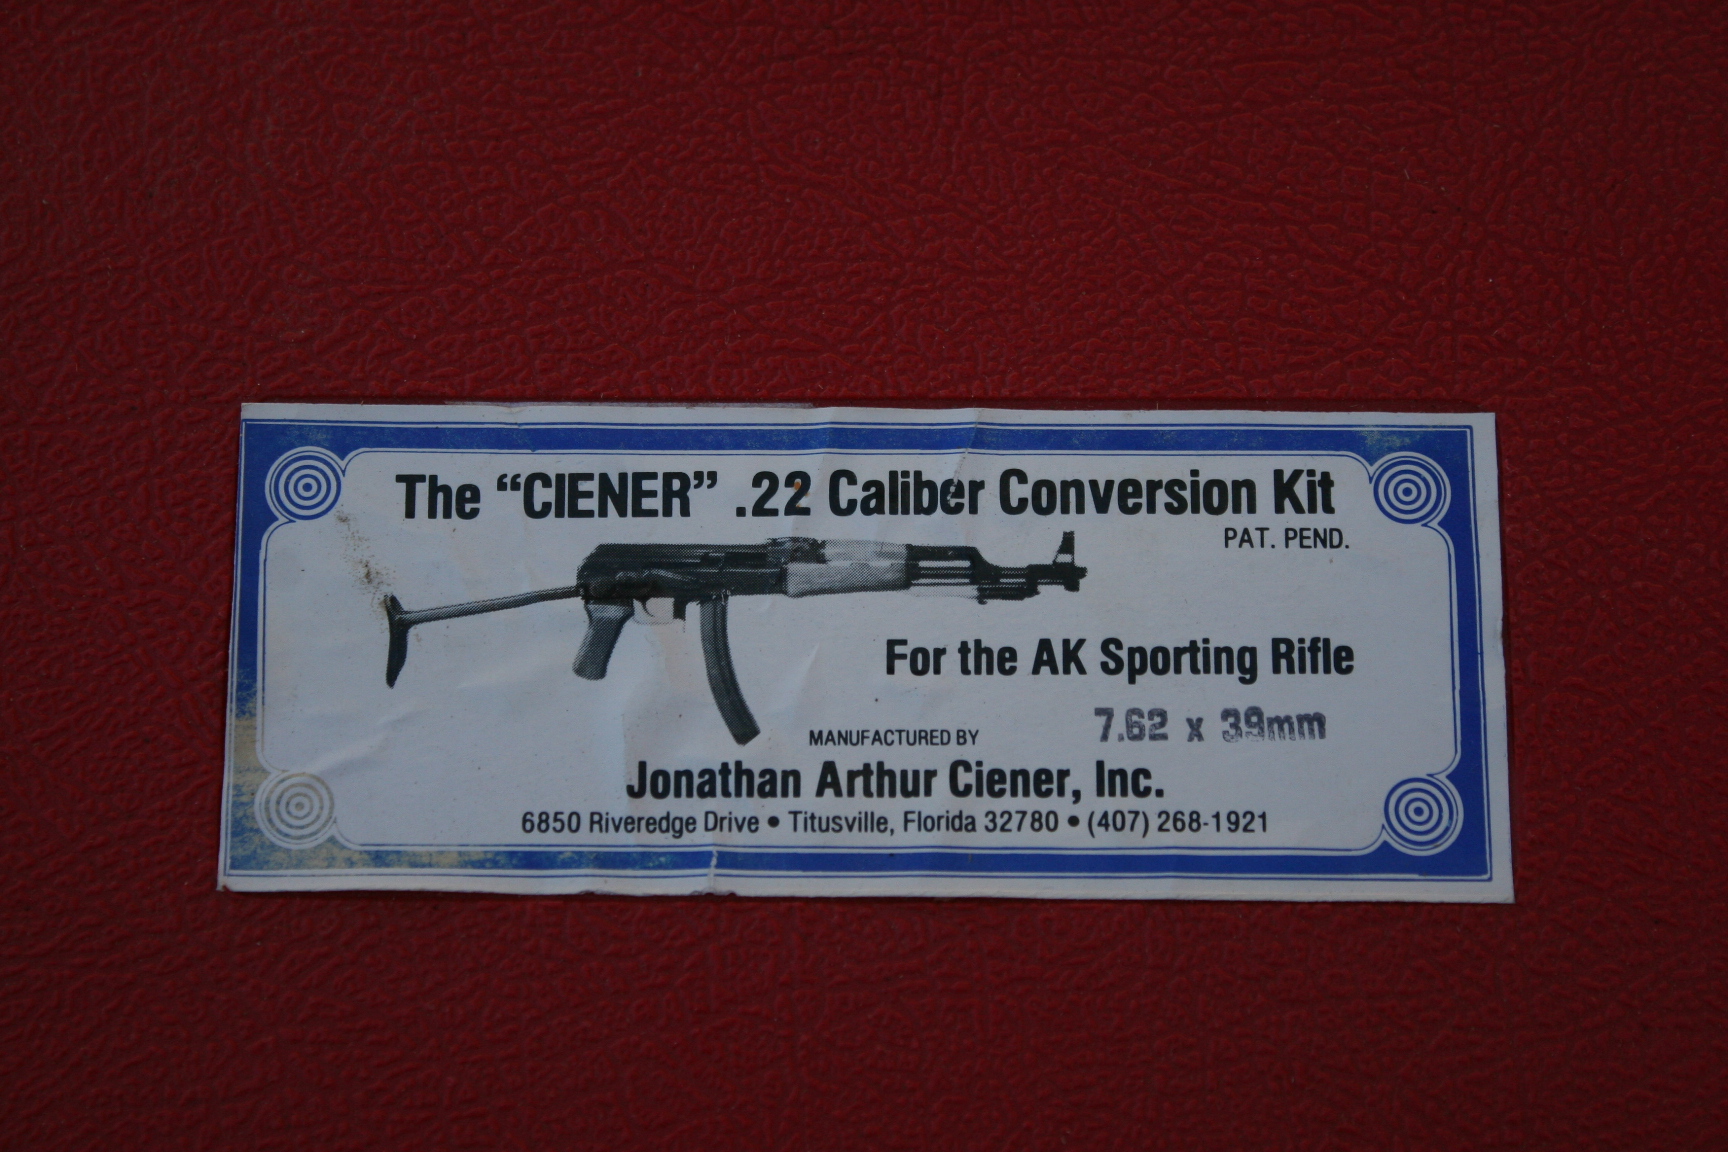 The “CIENER” .22 Caliber Conversion Kit
PAT. PEND.
For the AK Sporting Rifle
7.62 x 39mm
MANUFACTURED BY
Jonathan Arthur Ciener, Inc.
6850 Riveredge Drive • Titusville, Florida 32780 • (407) 268-1921